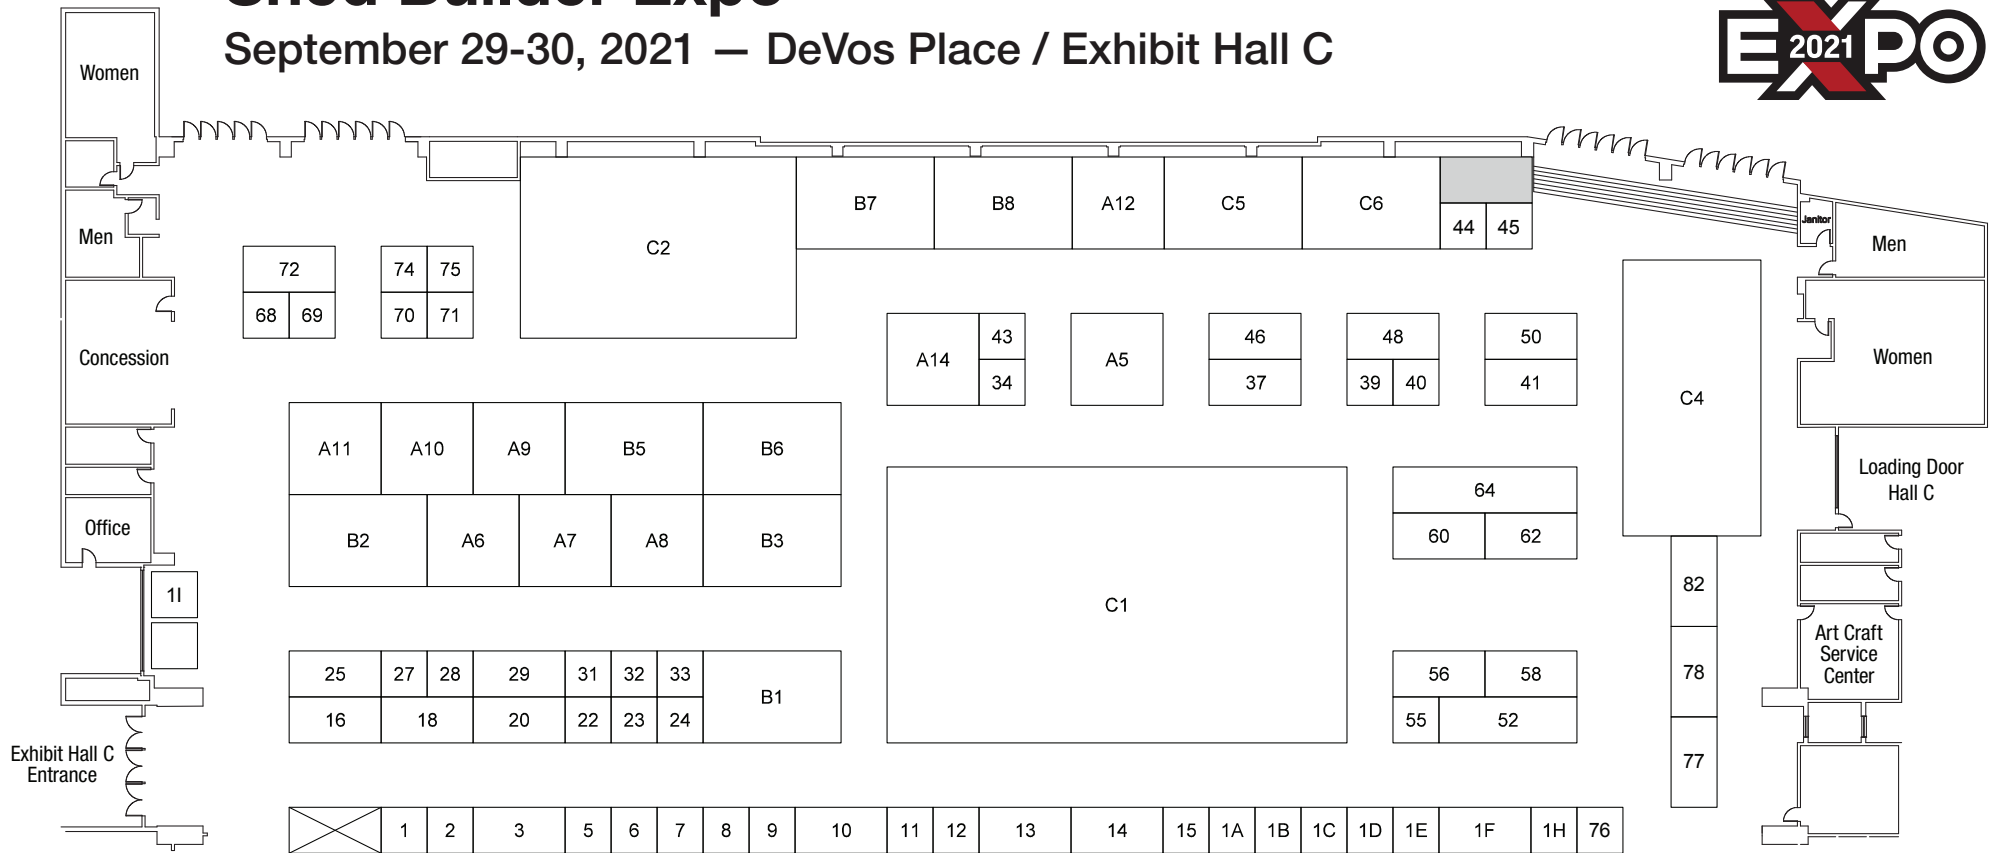 Shed Builder Expo
September 29-30, 2021 — DeVos Place / Exhibit Hall C
EXPO
2021
Women
Men
Concession
Office
1I
Exhibit Hall C
Entrance
72
68 69
74 75
70 71
C2
B7 B8 A12 C5 C6
44 45
Janitor
Men
Women
Loading Door
Hall C
A14 43
34
A5
46
37
48
39 40
50
41
C4
A11 A10 A9 B5 B6
B2 A6 A7 A8 B3
C1
64
60 62
82
78
77
Art Craft
Service
Center
25 27 28 29 31 32 33
16 18 20 22 23 24
B1
56 58
55 52
1 2 3 5 6 7 8 9 10 11 12 13 14 15 1A 1B 1C 1D 1E 1F 1H 76